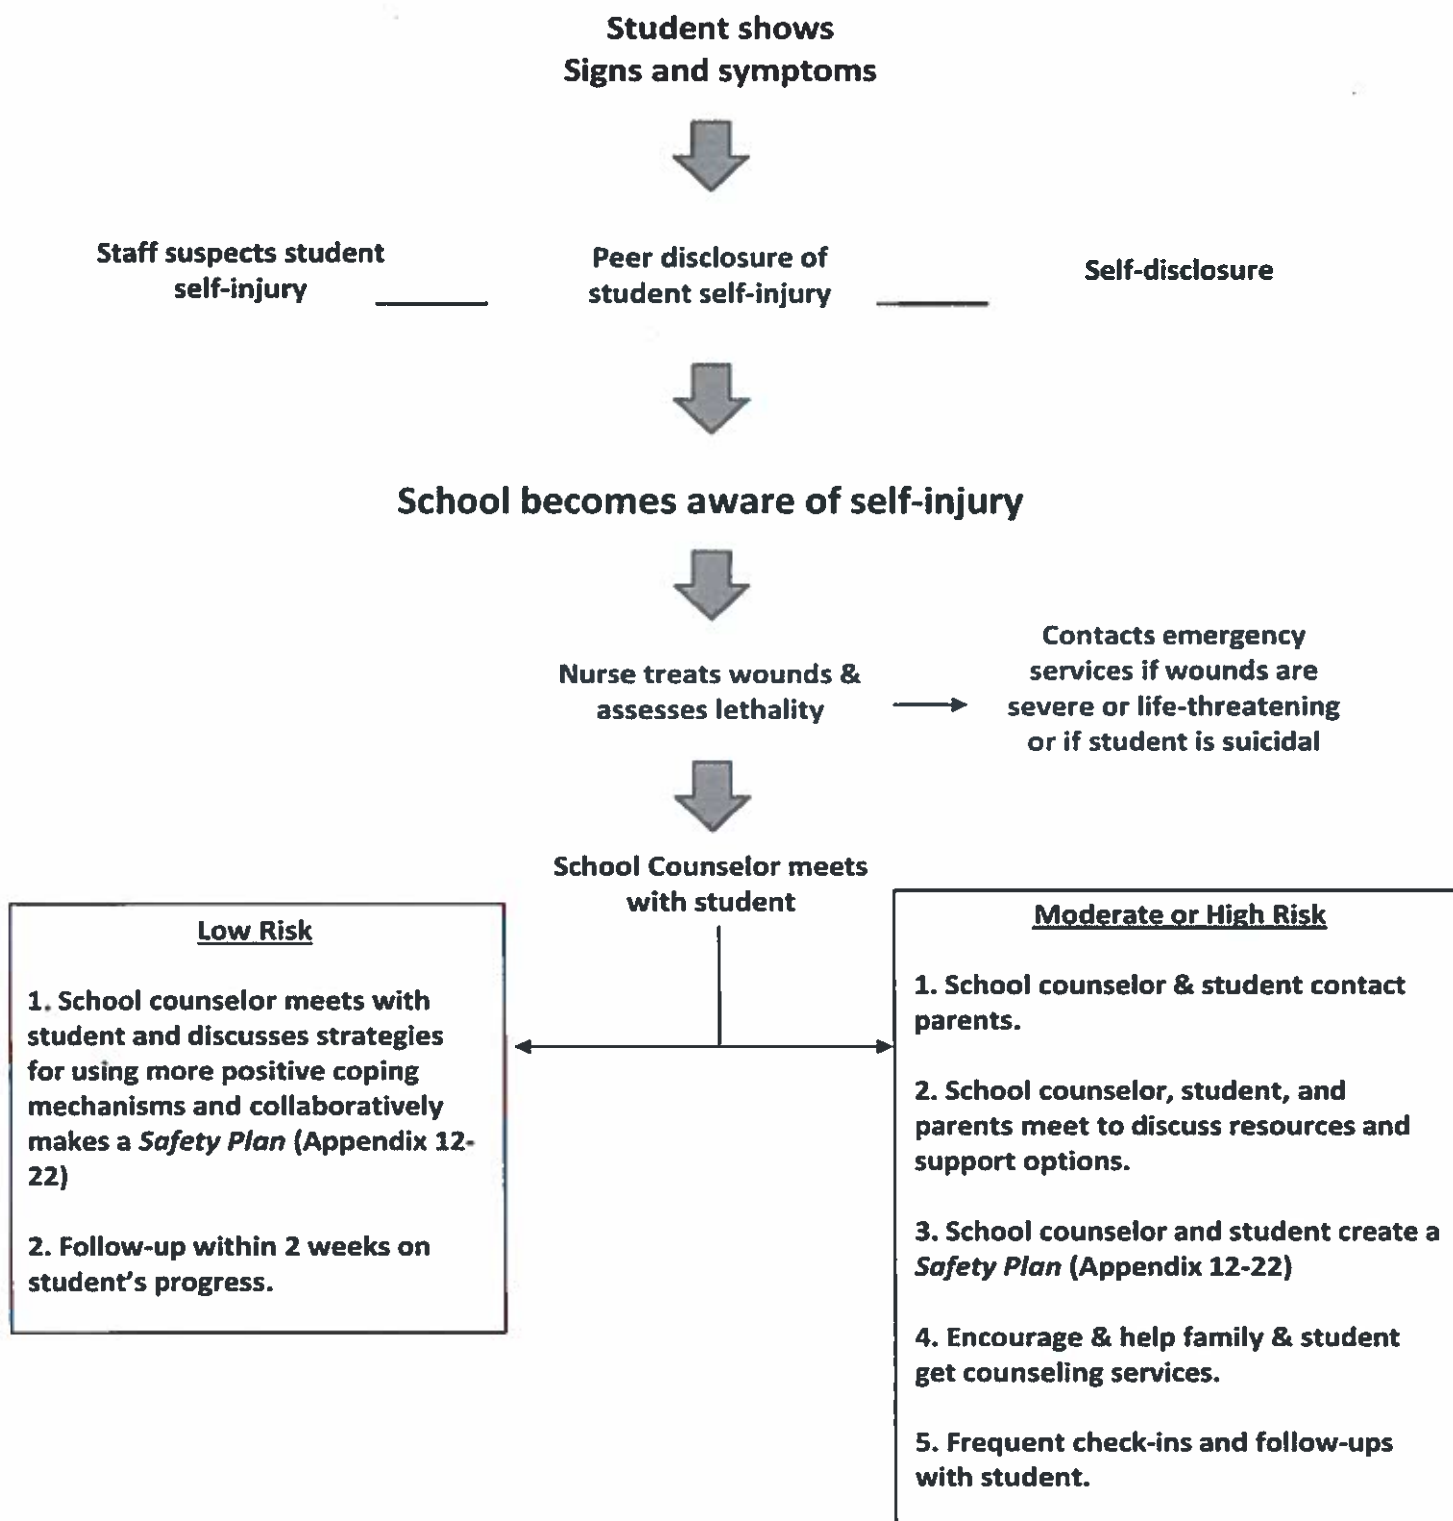 Student shows
Signs and symptoms
Staff suspects student
self-injury
Peer disclosure of
student self-injury
Self-disclosure
School becomes aware of self-injury
Nurse treats wounds &
assesses lethality
Contacts emergency
services if wounds are
severe or life-threatening
or if student is suicidal
School Counselor meets
with student
Low Risk
1. School counselor meets with
student and discusses strategies
for using more positive coping
mechanisms and collaboratively
makes a Safety Plan (Appendix 12-
22)
2. Follow-up within 2 weeks on
student's progress.
Moderate or High Risk
1. School counselor & student contact
parents.
2. School counselor, student, and
parents meet to discuss resources and
support options.
3. School counselor and student create a
Safety Plan (Appendix 12-22)
4. Encourage & help family & student
get counseling services.
5. Frequent check-ins and follow-ups
with student.